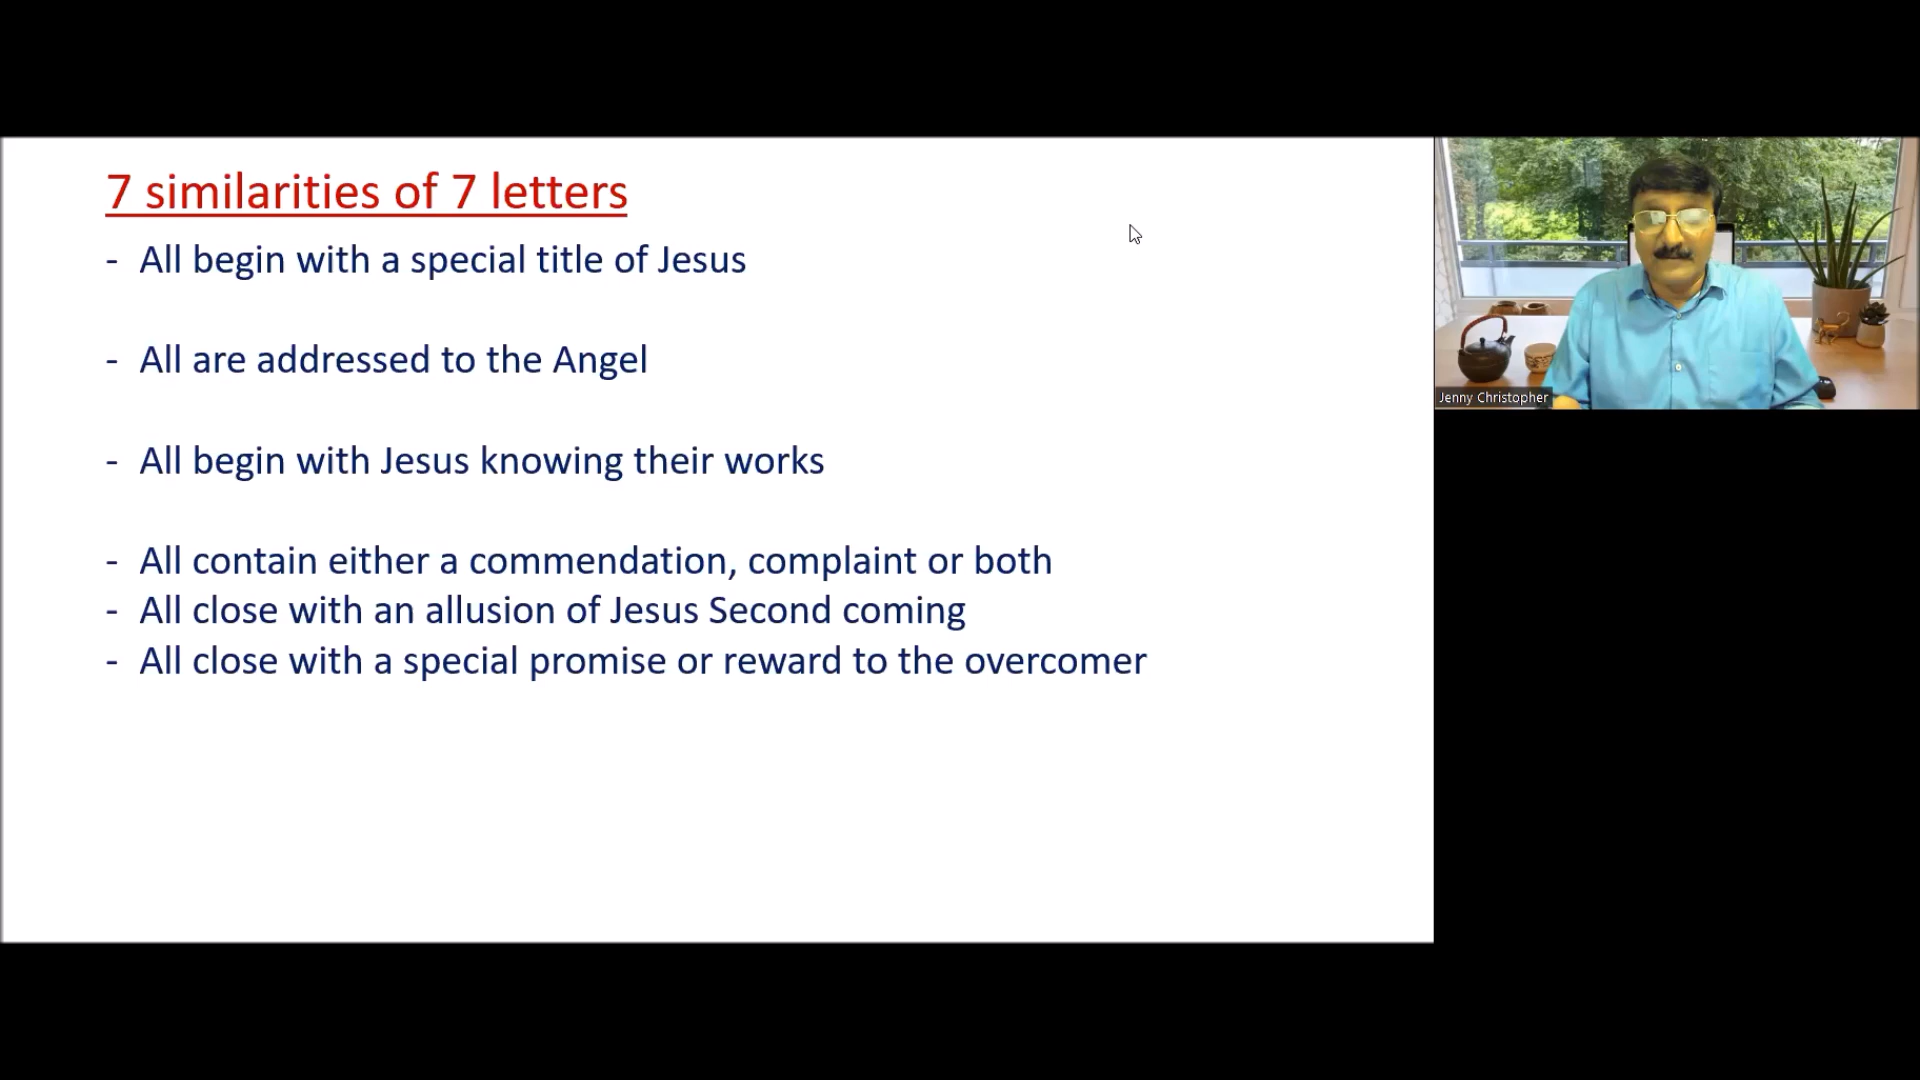 7 similarities of 7 letters
- All begin with a special title of Jesus
- All are addressed to the Angel
- All begin with Jesus knowing their works
- All contain either a commendation, complaint or both
- All close with an allusion of Jesus Second coming
- All close with a special promise or reward to the overcomer
Jenny Christopher